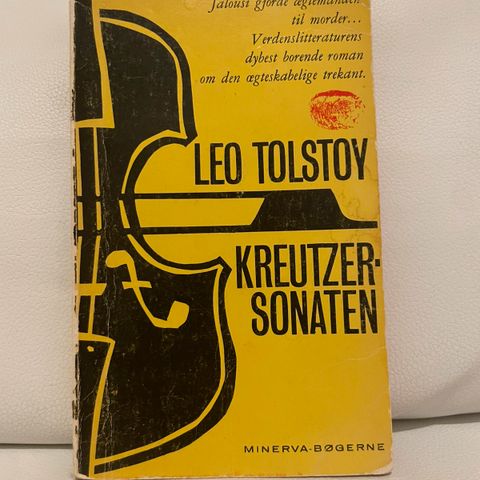 Jalousi gjorde ægtemanden
til morder...
Verdenslitteraturens
dybest borende roman
om den ægteskabelige trekant.
LEO TOLSTOY
KREUTZER-
SONATEN
MINERVA-BØGERNE